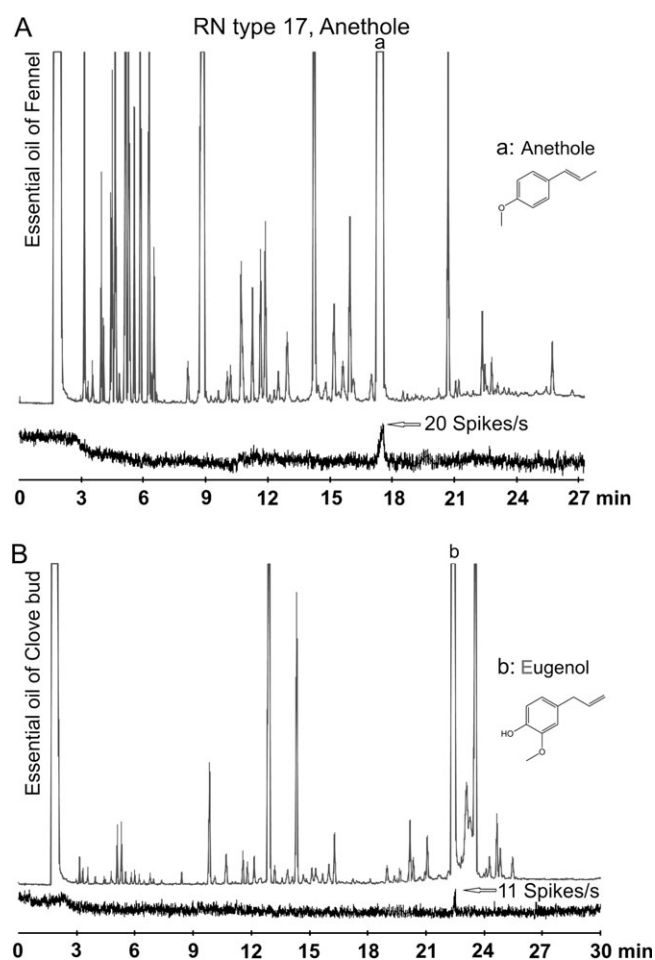 A
RN type 17, Anethole
a
Essential oil of Fennel
a: Anethole
O
20 Spikes/s
0 3 6 9 12 15 18 21 24 27 min
B
b
Essential oil of Clove bud
b: Eugenol
HO
O
11 Spikes/s
0 3 6 9 12 15 18 21 24 27 30 min